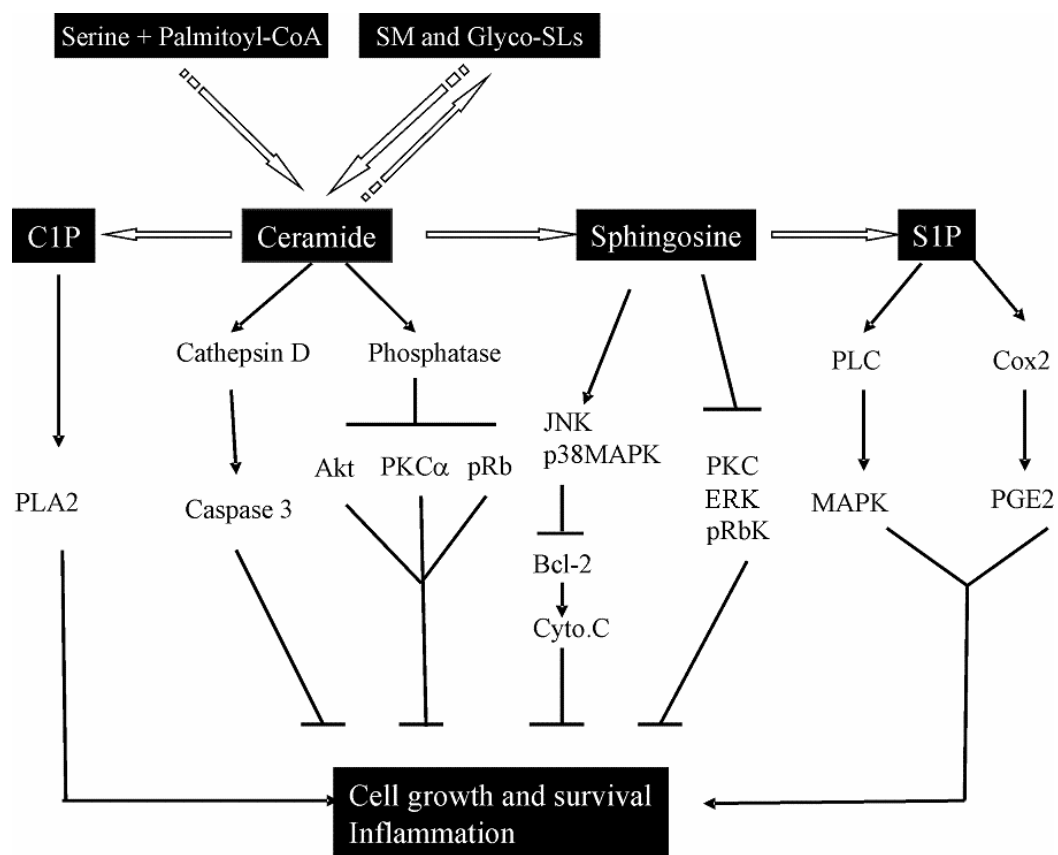 Serine + Palmitoyl-CoA
SM and Glyco-SLs
C1P
Ceramide
Sphingosine
S1P
Cathepsin D
Phosphatase
PLC
Cox2
JNK
p38MAPK
Akt
PKCα
pRb
PKC
ERK
pRbK
PLA2
Caspase 3
MAPK
PGE2
Bcl-2
Cyto.C
Cell growth and survival
Inflammation